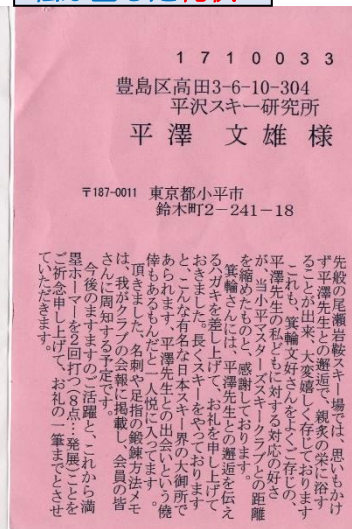 1710033
豊島区高田3-6-10-304
平沢スキー研究所
平澤 文雄 様
〒187-0011 東京都小平市
鈴木町2-241-18
先般の尾瀬岩鞍スキー場では、思いもかけ
ず平澤先生との邂逅で、親炙の栄に浴す
ることが出来、大変嬉しく存じております
これも、箕輪文好さんをよくご存じの、
平澤先生の私どもに対する対応の好さ
が、当小平マスターズスキークラブとの距離
を縮めたものと、感謝しております。
箕輪さんには、平澤先生との邂逅を伝え
るハガキを差し上げて、お礼を申し上げて
おきました。長くスキーをやっております
と、こんな有名な日本スキー界の大御所で
あられます、平澤先生との出会いという僥
倖もあるもんだと一人悦に入ってます。
頂きました、名刺や足指の鍛錬方法メモ
は、我がクラブの会報に掲載し、会員の皆
さんに周知する予定です。
今後のますますのご活躍と、これから満
塁ホーマーを2回打つ(8点…発展)ことを
ご祈念申し上げて、お礼の一筆までとさせ
ていただきます。